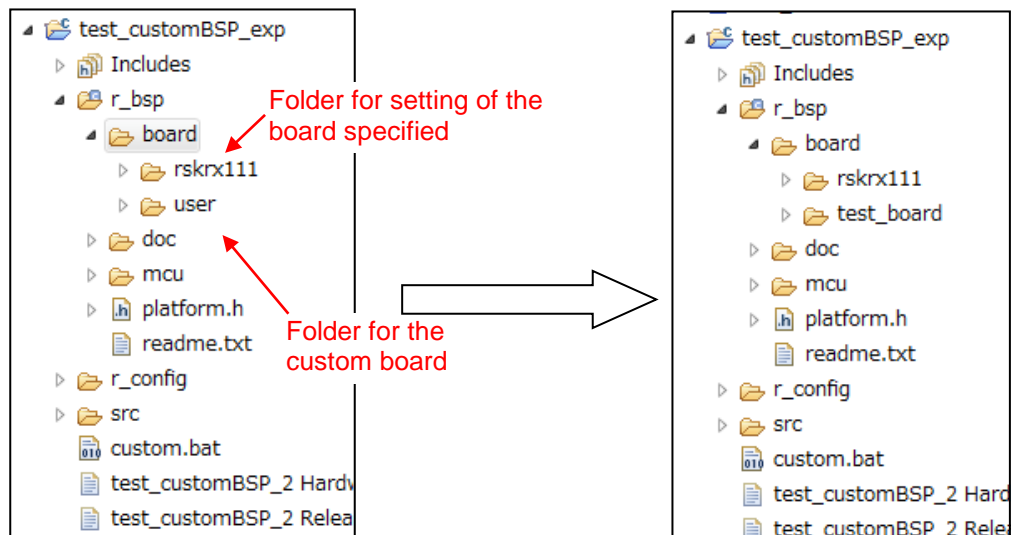 test_customBSP_exp
Includes
r_bsp
board
rskrx111
user
doc
mcu
platform.h
readme.txt
r_config
src
custom.bat
test_customBSP_2 Hardw
test_customBSP_2 Relea
Folder for setting of the
board specified
Folder for the
custom board
test_customBSP_exp
Includes
r_bsp
board
rskrx111
test_board
doc
mcu
platform.h
readme.txt
r_config
src
custom.bat
test_customBSP_2 Hard
test_customBSP_2 Relea